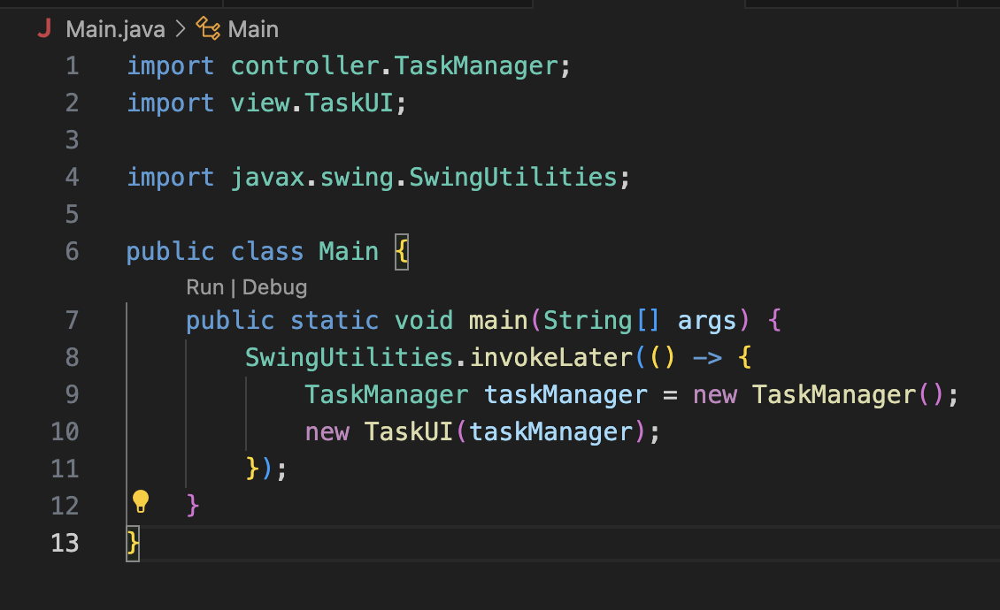 Main.java > Main
1 import controller.TaskManager;
2 import view.TaskUI;
3
4 import javax.swing.SwingUtilities;
5
6 public class Main {
Run | Debug
7 public static void main(String[] args) {
8 SwingUtilities.invokeLater(() -> {
9 TaskManager taskManager = new TaskManager();
10 new TaskUI(taskManager);
11 });
12 }
13 }